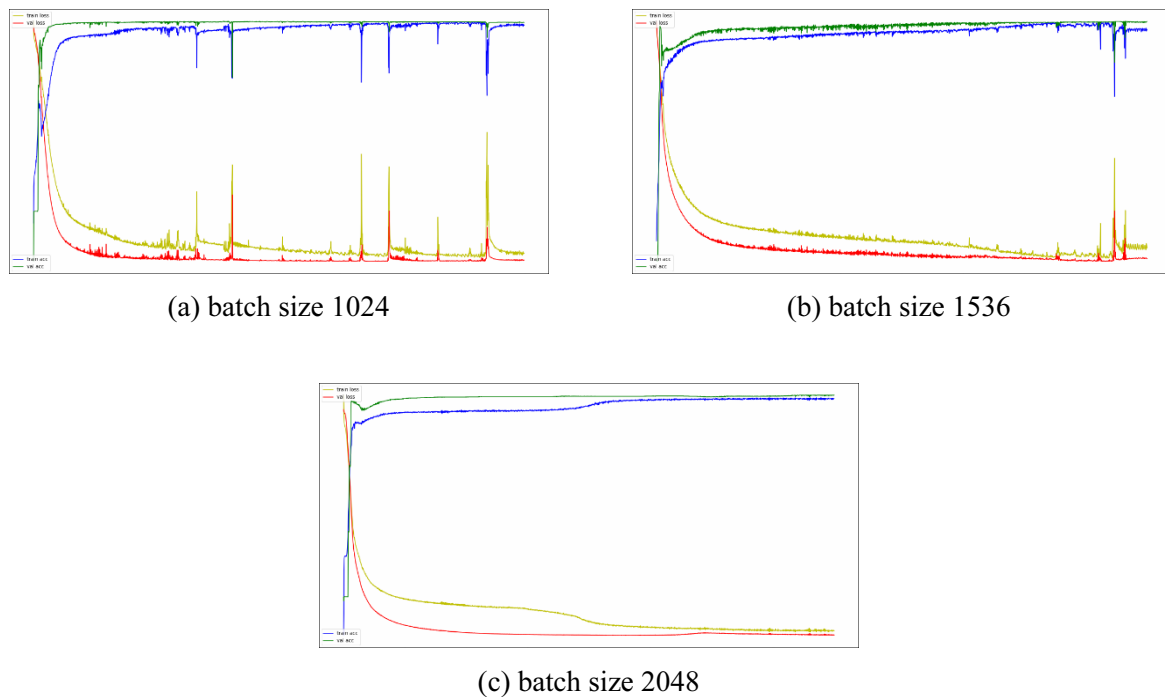 train loss
val loss
train acc
val acc
(a) batch size 1024
train loss
val loss
train acc
val acc
(b) batch size 1536
train loss
val loss
train acc
val acc
(c) batch size 2048